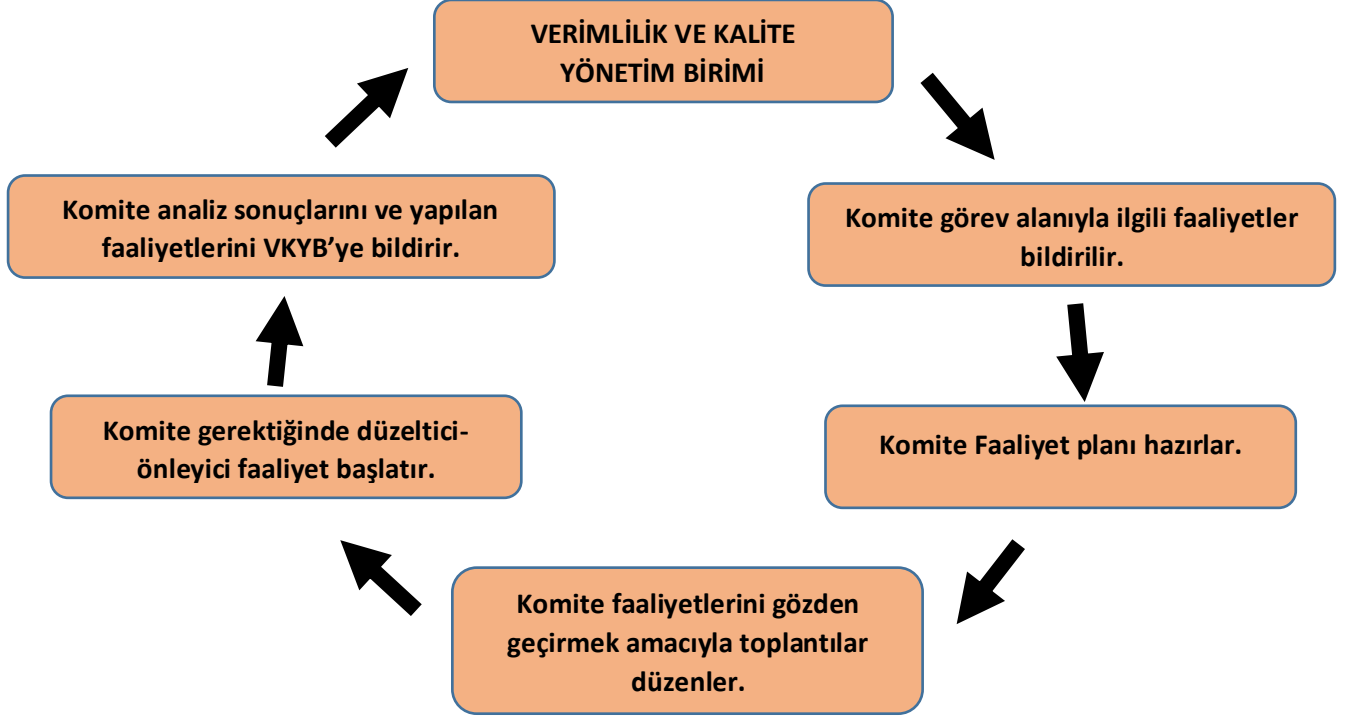 VERİMLİLİK VE KALİTE
YÖNETİM BİRİMİ
Komite görev alanıyla ilgili faaliyetler
bildirilir.
Komite Faaliyet planı hazırlar.
Komite faaliyetlerini gözden
geçirmek amacıyla toplantılar
düzenler.
Komite gerektiğinde düzeltici-
önleyici faaliyet başlatır.
Komite analiz sonuçlarını ve yapılan
faaliyetlerini VKYB’ye bildirir.